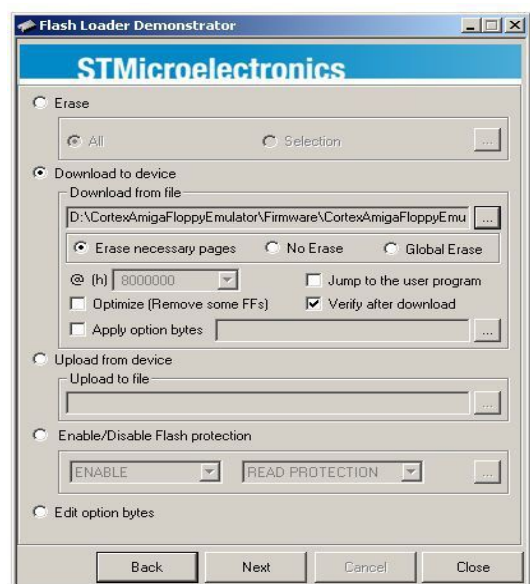 Flash Loader Demonstrator
STMicroelectronics
Erase
All Selection ...
Download to device
Download from file
D:\CortexAmigaFloppyEmulator\Firmware\CortexAmigaFloppyEmu ...
Erase necessary pages No Erase Global Erase
@ (h) 8000000 Jump to the user program
Optimize (Remove some FFs) Verify after download
Apply option bytes ...
Upload from device
Upload to file
...
Enable/Disable Flash protection
ENABLE READ PROTECTION ...
Edit option bytes
Back Next Cancel Close